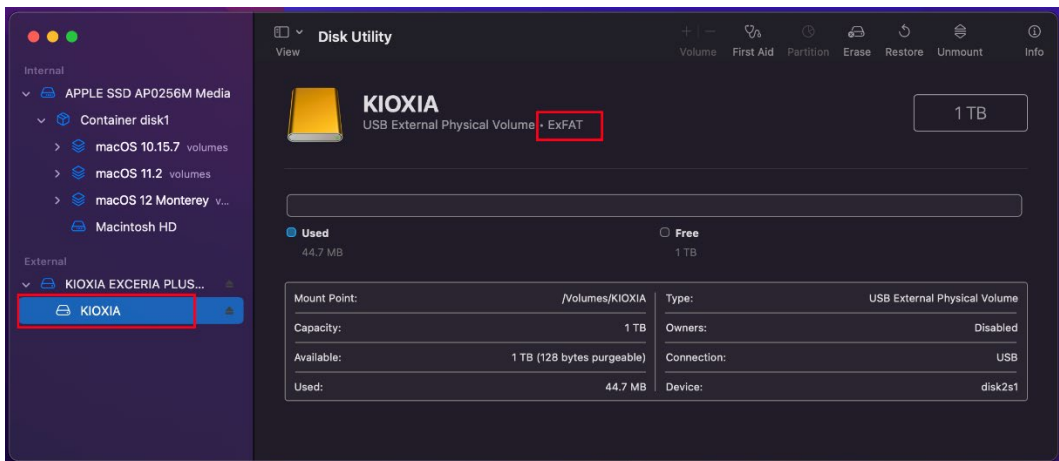 Disk Utility
View
Volume First Aid Partition Erase Restore Unmount Info
Internal
APPLE SSD AP0256M Media
Container disk1
macOS 10.15.7 volumes
macOS 11.2 volumes
macOS 12 Monterey v...
Macintosh HD
External
KIOXIA EXCERIA PLUS...
KIOXIA
KIOXIA
USB External Physical Volume • ExFAT
1 TB
Used
44.7 MB
Free
1 TB
Mount Point: /Volumes/KIOXIA
Capacity: 1 TB
Available: 1 TB (128 bytes purgeable)
Used: 44.7 MB
Type: USB External Physical Volume
Owners: Disabled
Connection: USB
Device: disk2s1